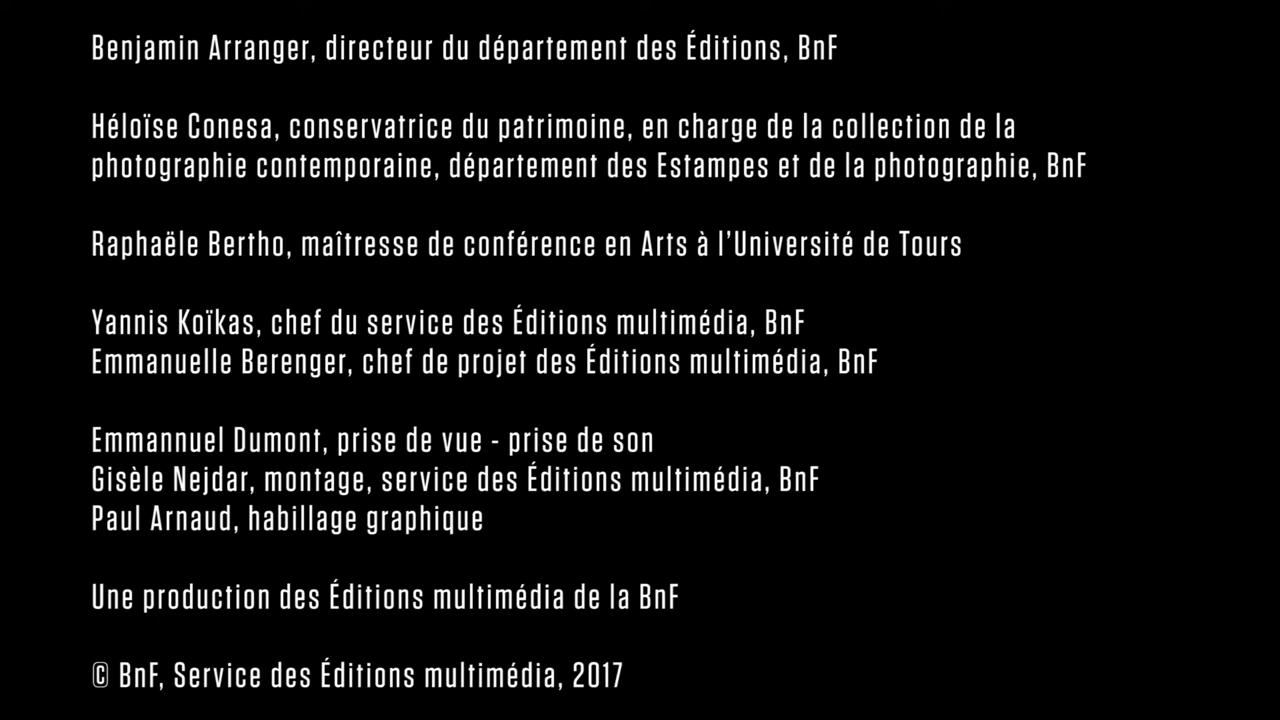 Benjamin Arranger, directeur du département des Éditions, BnF
Héloïse Conesa, conservatrice du patrimoine, en charge de la collection de la
photographie contemporaine, département des Estampes et de la photographie, BnF
Raphaële Bertho, maîtresse de conférence en Arts à l’Université de Tours
Yannis Koïkas, chef du service des Éditions multimédia, BnF
Emmanuelle Berenger, chef de projet des Éditions multimédia, BnF
Emmannuel Dumont, prise de vue - prise de son
Gisèle Nejdar, montage, service des Éditions multimédia, BnF
Paul Arnaud, habillage graphique
Une production des Éditions multimédia de la BnF
© BnF, Service des Éditions multimédia, 2017